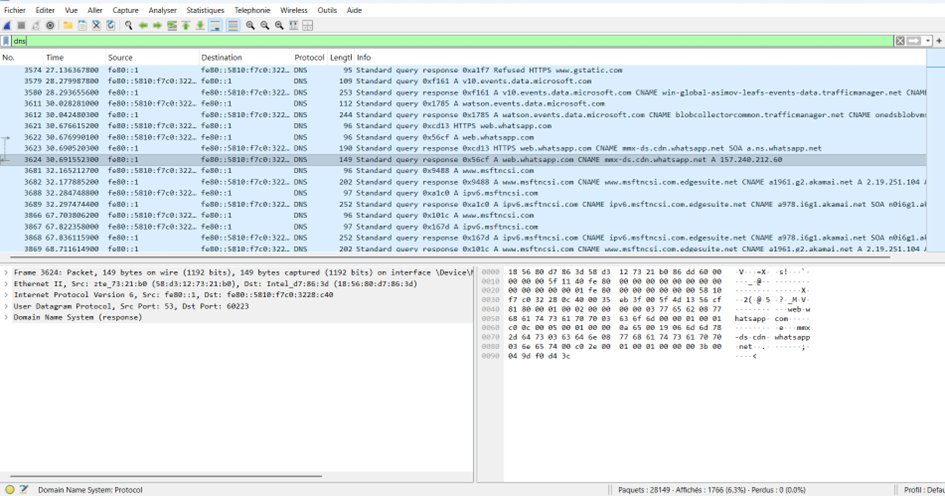 Fichier Editer Vue Aller Capture Analyser Statistiques Telephonie Wireless Outils Aide
dns
No. Time Source Destination Protocol Lengtl Info
3574 27.136367800 fe80::1 fe80::5810:f7c0:322… DNS 95 Standard query response 0xa1f7 Refused HTTPS www.gstatic.com
3579 28.279987800 fe80::5810:f7c0:322… fe80::1 DNS 109 Standard query 0xf161 A v10.events.data.microsoft.com
3580 28.293655600 fe80::1 fe80::5810:f7c0:322… DNS 253 Standard query response 0xf161 A v10.events.data.microsoft.com CNAME win-global-asimov-leafs-events-data.trafficmanager.net CNAM
3611 30.028281000 fe80::5810:f7c0:322… fe80::1 DNS 112 Standard query 0x1785 A watson.events.data.microsoft.com
3612 30.042480300 fe80::1 fe80::5810:f7c0:322… DNS 244 Standard query response 0x1785 A watson.events.data.microsoft.com CNAME blobcollectorcommon.trafficmanager.net CNAME onedsblobvm
3621 30.676615200 fe80::5810:f7c0:322… fe80::1 DNS 96 Standard query 0xcd13 HTTPS web.whatsapp.com
3622 30.676990100 fe80::5810:f7c0:322… fe80::1 DNS 96 Standard query 0x56cf A web.whatsapp.com
3623 30.690520300 fe80::1 fe80::5810:f7c0:322… DNS 190 Standard query response 0xcd13 HTTPS web.whatsapp.com CNAME mmx-ds.cdn.whatsapp.net SOA a.ns.whatsapp.net
3624 30.691552300 fe80::1 fe80::5810:f7c0:322… DNS 149 Standard query response 0x56cf A web.whatsapp.com CNAME mmx-ds.cdn.whatsapp.net A 157.240.212.60
3681 32.165212700 fe80::5810:f7c0:322… fe80::1 DNS 96 Standard query 0x9488 A www.msftncsi.com
3682 32.177885200 fe80::1 fe80::5810:f7c0:322… DNS 202 Standard query response 0x9488 A www.msftncsi.com CNAME www.msftncsi.com.edgesuite.net CNAME a1961.g2.akamai.net A 2.19.251.104 A
3683 32.284748800 fe80::5810:f7c0:322… fe80::1 DNS 97 Standard query 0xa1c0 A ipv6.msftncsi.com
3689 32.297474400 fe80::1 fe80::5810:f7c0:322… DNS 252 Standard query response 0xa1c0 A ipv6.msftncsi.com CNAME ipv6.msftncsi.com.edgesuite.net CNAME a978.i6g1.akamai.net SOA n0i6g1.a
3866 67.703806200 fe80::5810:f7c0:322… fe80::1 DNS 96 Standard query 0x101c A www.msftncsi.com
3867 67.822358000 fe80::5810:f7c0:322… fe80::1 DNS 97 Standard query 0x167d A ipv6.msftncsi.com
3868 67.836115900 fe80::1 fe80::5810:f7c0:322… DNS 252 Standard query response 0x167d A ipv6.msftncsi.com CNAME ipv6.msftncsi.com.edgesuite.net CNAME a978.i6g1.akamai.net SOA n0i6g1.a
3869 68.711614900 fe80::1 fe80::5810:f7c0:322… DNS 202 Standard query response 0x101c A www.msftncsi.com CNAME www.msftncsi.com.edgesuite.net CNAME a1961.g2.akamai.net A 2.19.251.104 A
Frame 3624: Packet, 149 bytes on wire (1192 bits), 149 bytes captured (1192 bits) on interface \Device\
Ethernet II, Src: zte_73:21:b0 (58:d3:12:73:21:b0), Dst: Intel_d7:86:3d (18:56:80:d7:86:3d)
Internet Protocol Version 6, Src: fe80::1, Dst: fe80::5810:f7c0:3228:c40
User Datagram Protocol, Src Port: 53, Dst Port: 60223
Domain Name System (response)
0000 18 56 80 d7 86 3d 58 d3 12 73 21 b0 86 dd 60 00 ·V···=X· ·s!···`·
0010 00 00 00 5f 11 40 fe 80 00 00 00 00 00 00 00 00 ···_·@·· ········
0020 00 00 00 00 00 01 fe 80 00 00 00 00 00 00 58 10 ········ ······X·
0030 f7 c0 32 28 0c 40 00 35 eb 3f 00 5f 4d 13 56 cf ··2(·@·5 ·?·_M·V·
0040 81 80 00 01 00 02 00 00 00 00 03 77 65 62 08 77 ········ ···web·w
0050 68 61 74 73 61 70 70 03 63 6f 6d 00 00 01 00 01 hatsapp· com·····
0060 c0 0c 00 05 00 01 00 00 0a 65 00 19 06 6d 6d 78 ········ ·e···mmx
0070 2d 64 73 03 63 64 6e 08 77 68 61 74 73 61 70 70 -ds·cdn· whatsapp
0080 03 6e 65 74 00 c0 2e 00 01 00 01 00 00 00 3b 00 ·net··.· ······;·
0090 04 9d f0 d4 3c ····<
Domain Name System: Protocol
Paquets : 28149 · Affichés : 1766 (6.3%) · Perdus : 0 (0.0%)
Profil : Defau